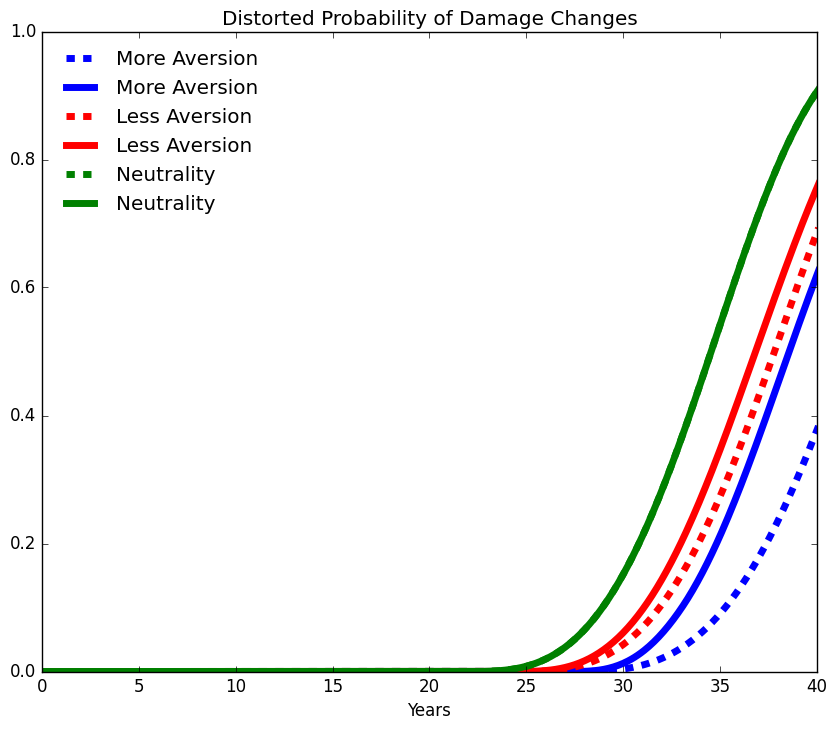 Distorted Probability of Damage Changes
1.0
More Aversion
More Aversion
Less Aversion
Less Aversion
Neutrality
Neutrality
0.8
0.6
0.4
0.2
0.0
0 5 10 15 20 25 30 35 40
Years